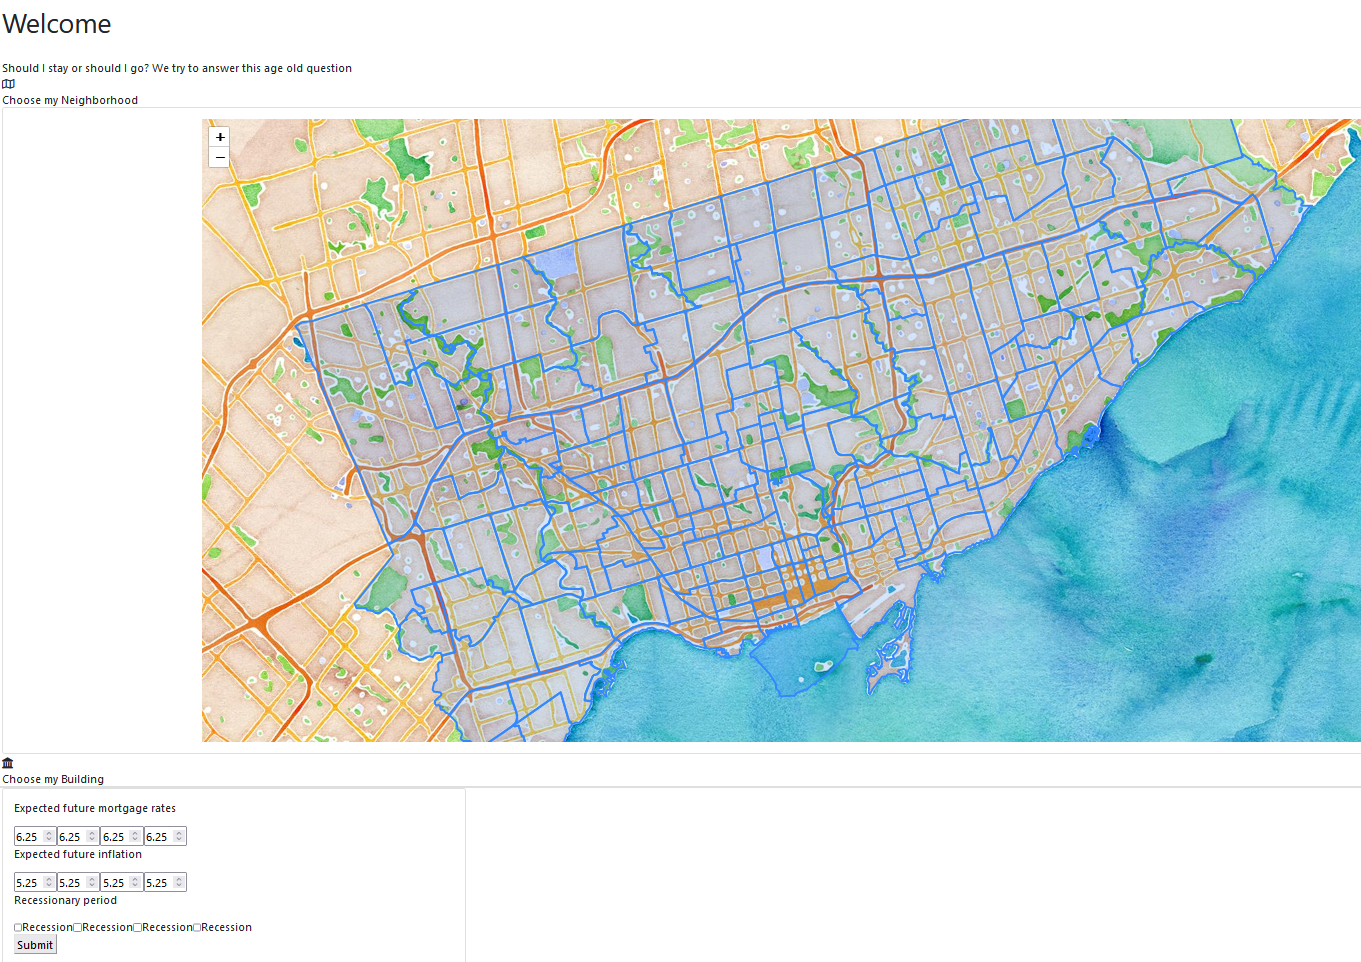 Welcome
Should I stay or should I go? We try to answer this age old question
Choose my Neighborhood
+
−
Choose my Building
Expected future mortgage rates
6.25 6.25 6.25 6.25
Expected future inflation
5.25 5.25 5.25 5.25
Recessionary period
Recession Recession Recession Recession
Submit